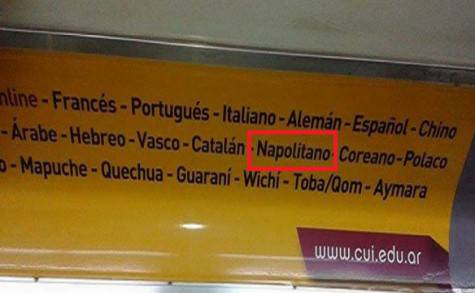 nline - Francés - Portugués - Italiano - Alemán - Español - Chino
- Árabe - Hebreo - Vasco - Catalán - Napolitano - Coreano - Polaco
o - Mapuche - Quechua - Guaraní - Wichí - Toba/Qom - Aymara
www.cui.edu.ar